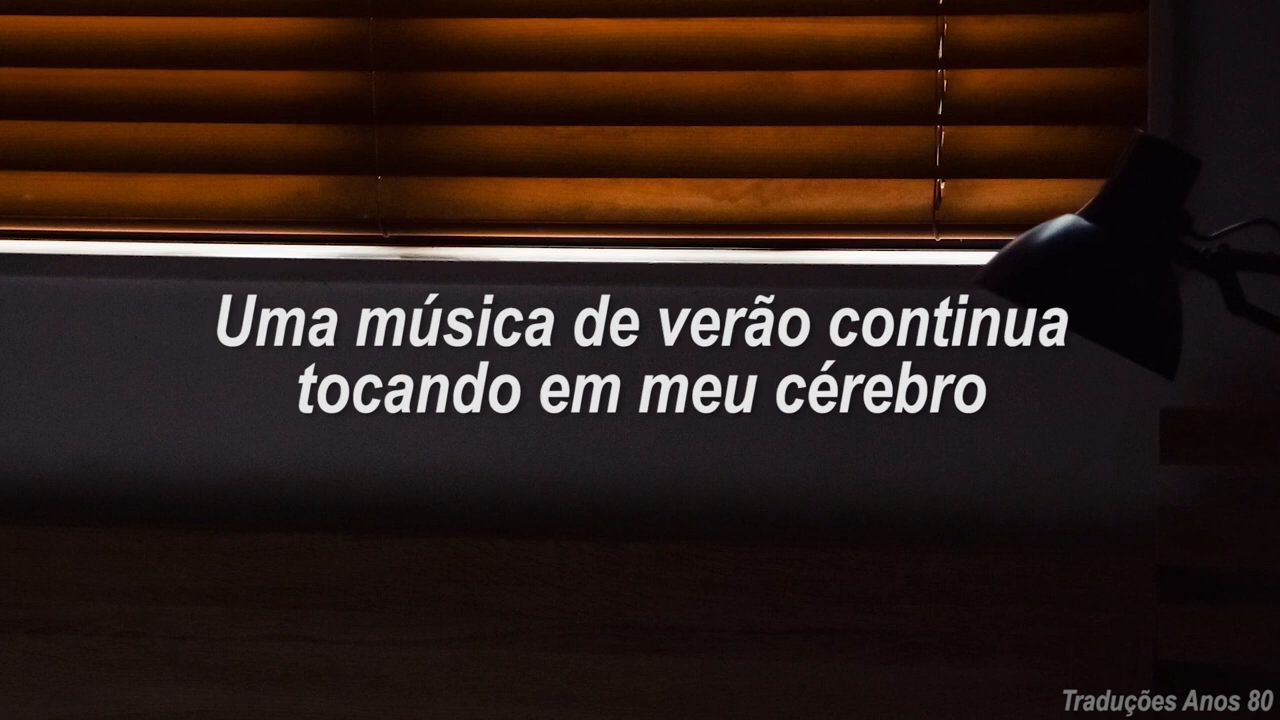 Uma música de verão continua
tocando em meu cérebro
Traduções Anos 80